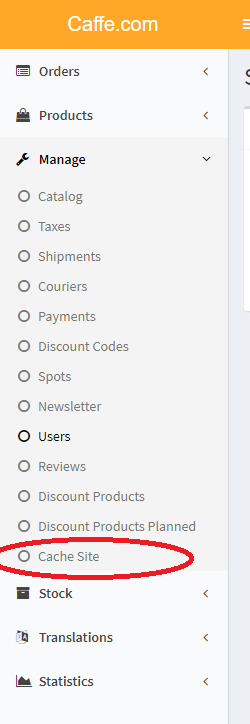 Caffe.com
Orders
Products
Manage
Catalog
Taxes
Shipments
Couriers
Payments
Discount Codes
Spots
Newsletter
Users
Reviews
Discount Products
Discount Products Planned
Cache Site
Stock
Translations
Statistics